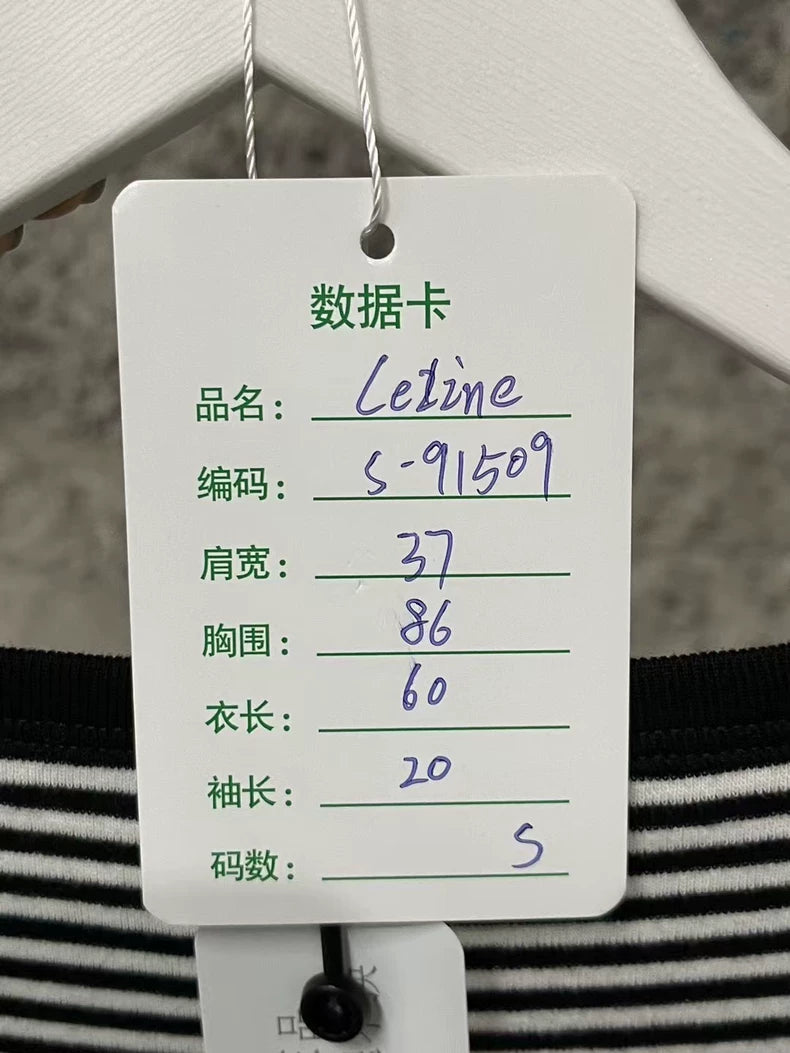 数据卡
品名：Celine
编码：S-91509
肩宽：37
胸围：86
衣长：60
袖长：20
码数：S